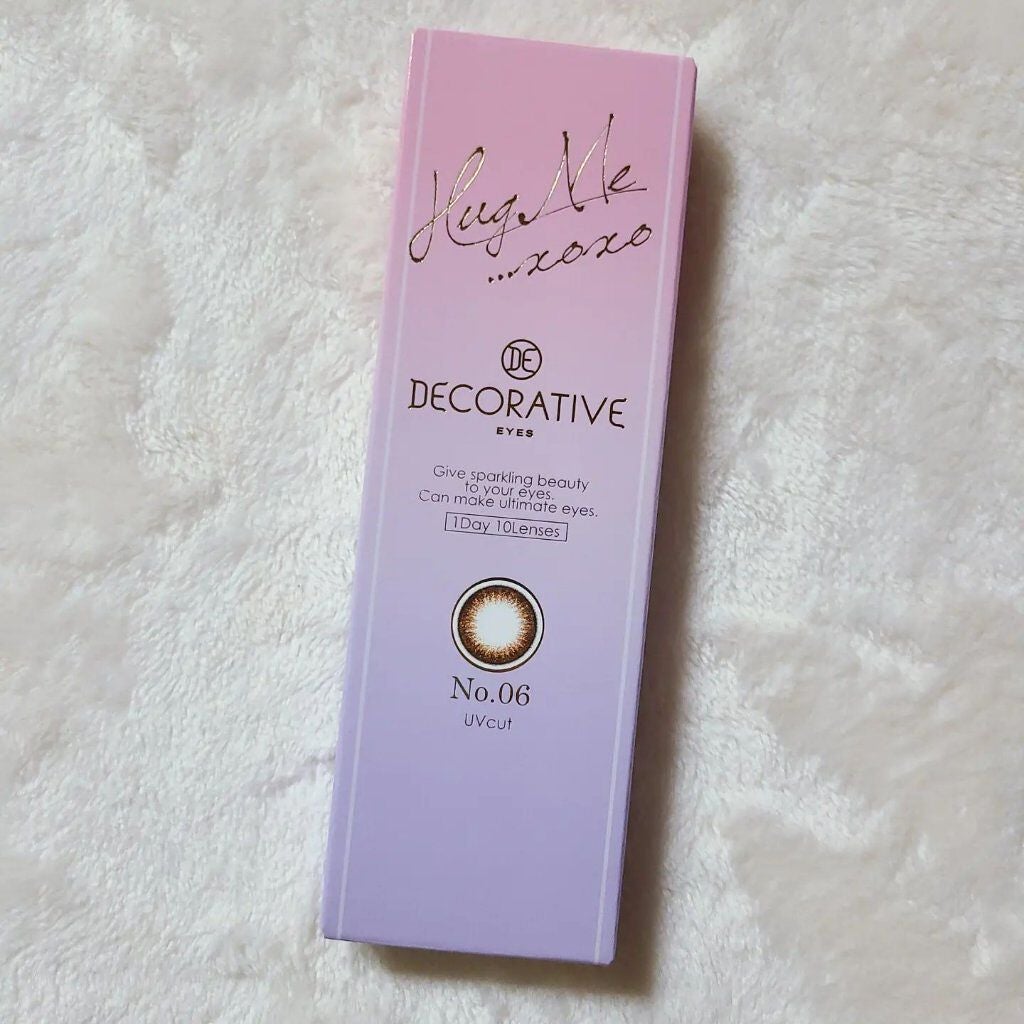 Hug Me
...xoxo
DE
DECORATIVE
EYES
Give sparkling beauty
to your eyes.
Can make ultimate eyes.
1Day 10Lenses
No.06
UVcut